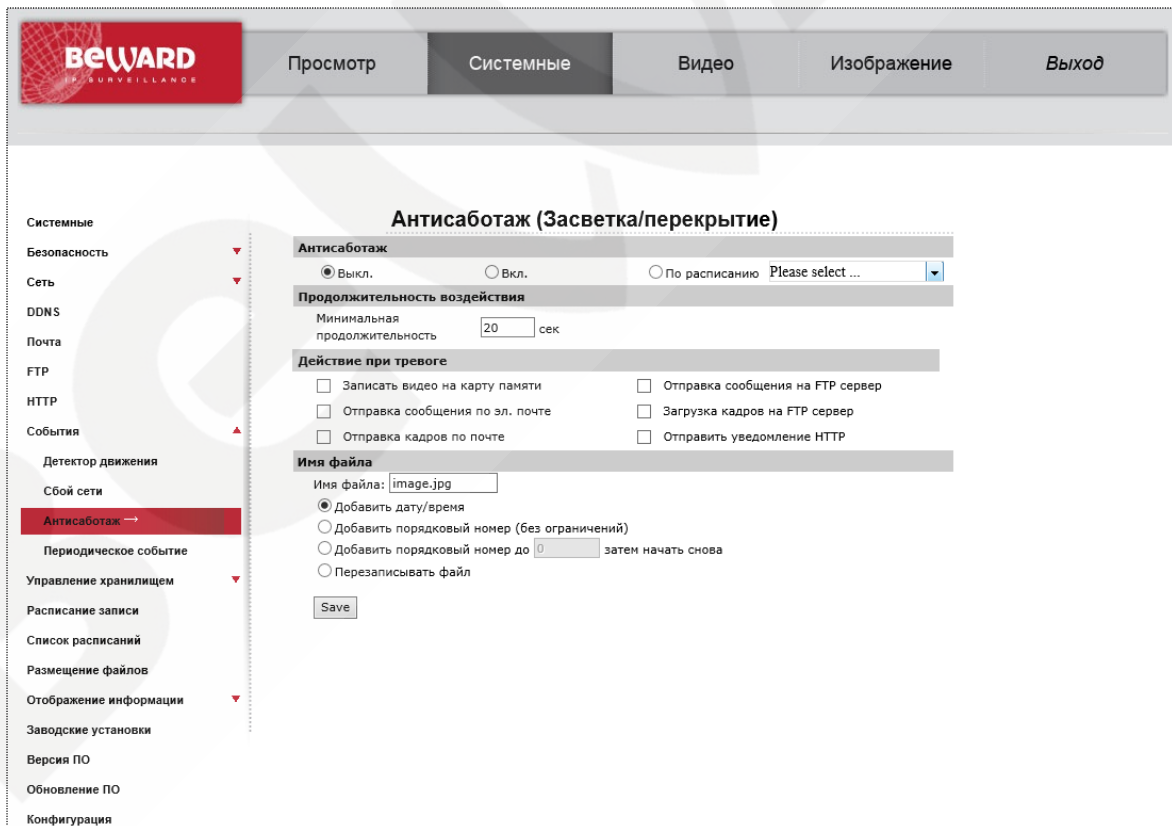 BEWARD
IP SURVEILLANCE
Просмотр
Системные
Видео
Изображение
Выход
Системные
Безопасность
Сеть
DDNS
Почта
FTP
HTTP
События
Детектор движения
Сбой сети
Антисаботаж →
Периодическое событие
Управление хранилищем
Расписание записи
Список расписаний
Размещение файлов
Отображение информации
Заводские установки
Версия ПО
Обновление ПО
Конфигурация
Антисаботаж (Засветка/перекрытие)
Антисаботаж
Выкл. Вкл. По расписанию Please select ...
Продолжительность воздействия
Минимальная
продолжительность 20 сек
Действие при тревоге
Записать видео на карту памяти Отправка сообщения на FTP сервер
Отправка сообщения по эл. почте Загрузка кадров на FTP сервер
Отправка кадров по почте Отправить уведомление HTTP
Имя файла
Имя файла: image.jpg
Добавить дату/время
Добавить порядковый номер (без ограничений)
Добавить порядковый номер до 0 затем начать снова
Перезаписывать файл
Save